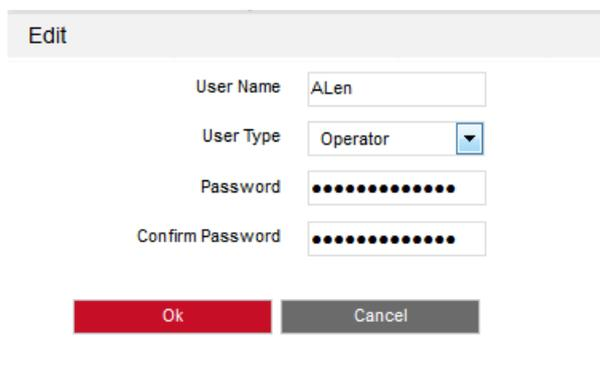 Edit
User Name ALen
User Type Operator
Password •••••••••••••
Confirm Password •••••••••••••
Ok Cancel